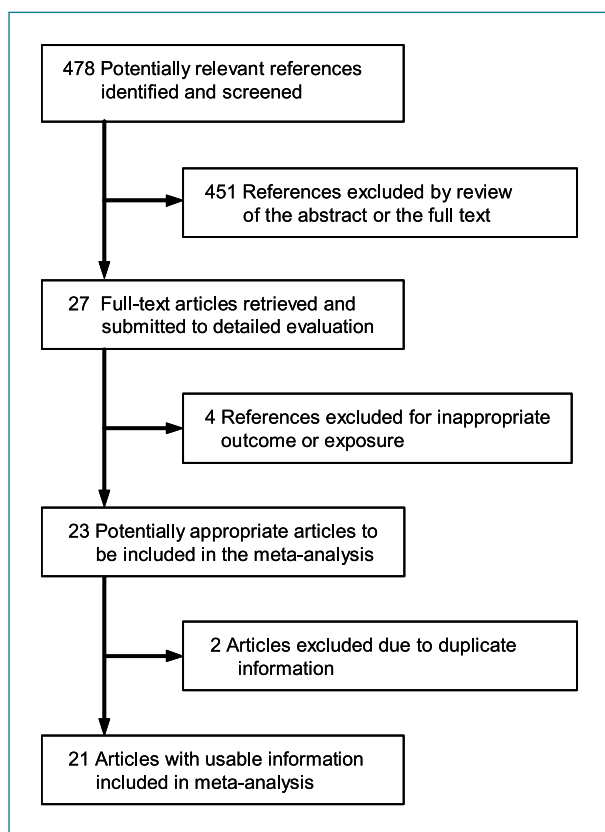 478 Potentially relevant references
identified and screened
451 References excluded by review
of the abstract or the full text
27 Full-text articles retrieved and
submitted to detailed evaluation
4 References excluded for inappropriate
outcome or exposure
23 Potentially appropriate articles to
be included in the meta-analysis
2 Articles excluded due to duplicate
information
21 Articles with usable information
included in meta-analysis